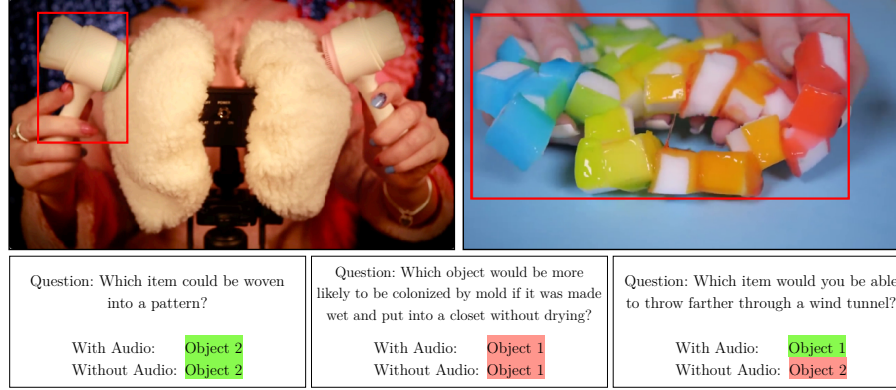 Question: Which item could be woven
into a pattern?
With Audio: Object 2
Without Audio: Object 2
Question: Which object would be more
likely to be colonized by mold if it was made
wet and put into a closet without drying?
With Audio: Object 1
Without Audio: Object 1
Question: Which item would you be able
to throw farther through a wind tunnel?
With Audio: Object 1
Without Audio: Object 2